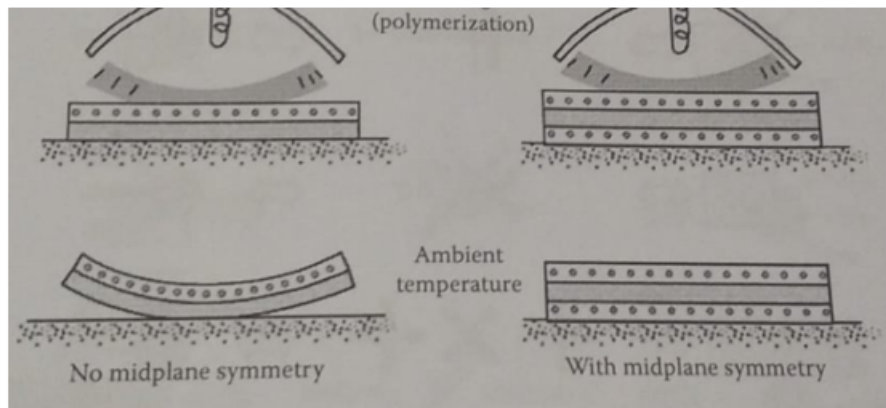 (polymerization)
Ambient
temperature
No midplane symmetry
With midplane symmetry